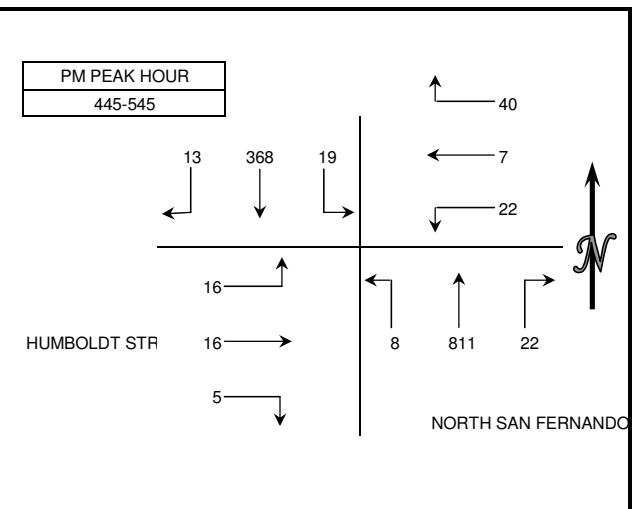 PM PEAK HOUR
445-545
40
13 368 19
7
22
N
16
HUMBOLDT STR
16
8 811 22
5
NORTH SAN FERNANDO